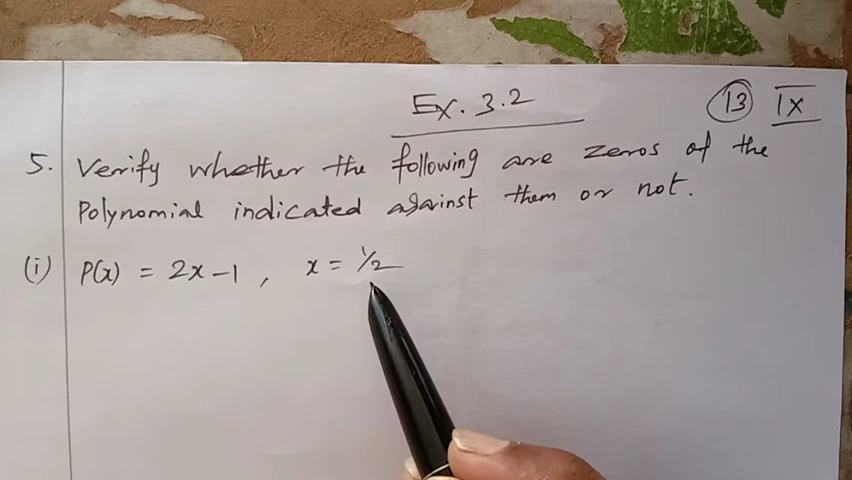 Ex. 3.2
13 IX
5. Verify whether the following are zeros of the
Polynomial indicated against them or not.
(i) P(x) = 2x-1, x = 1/2